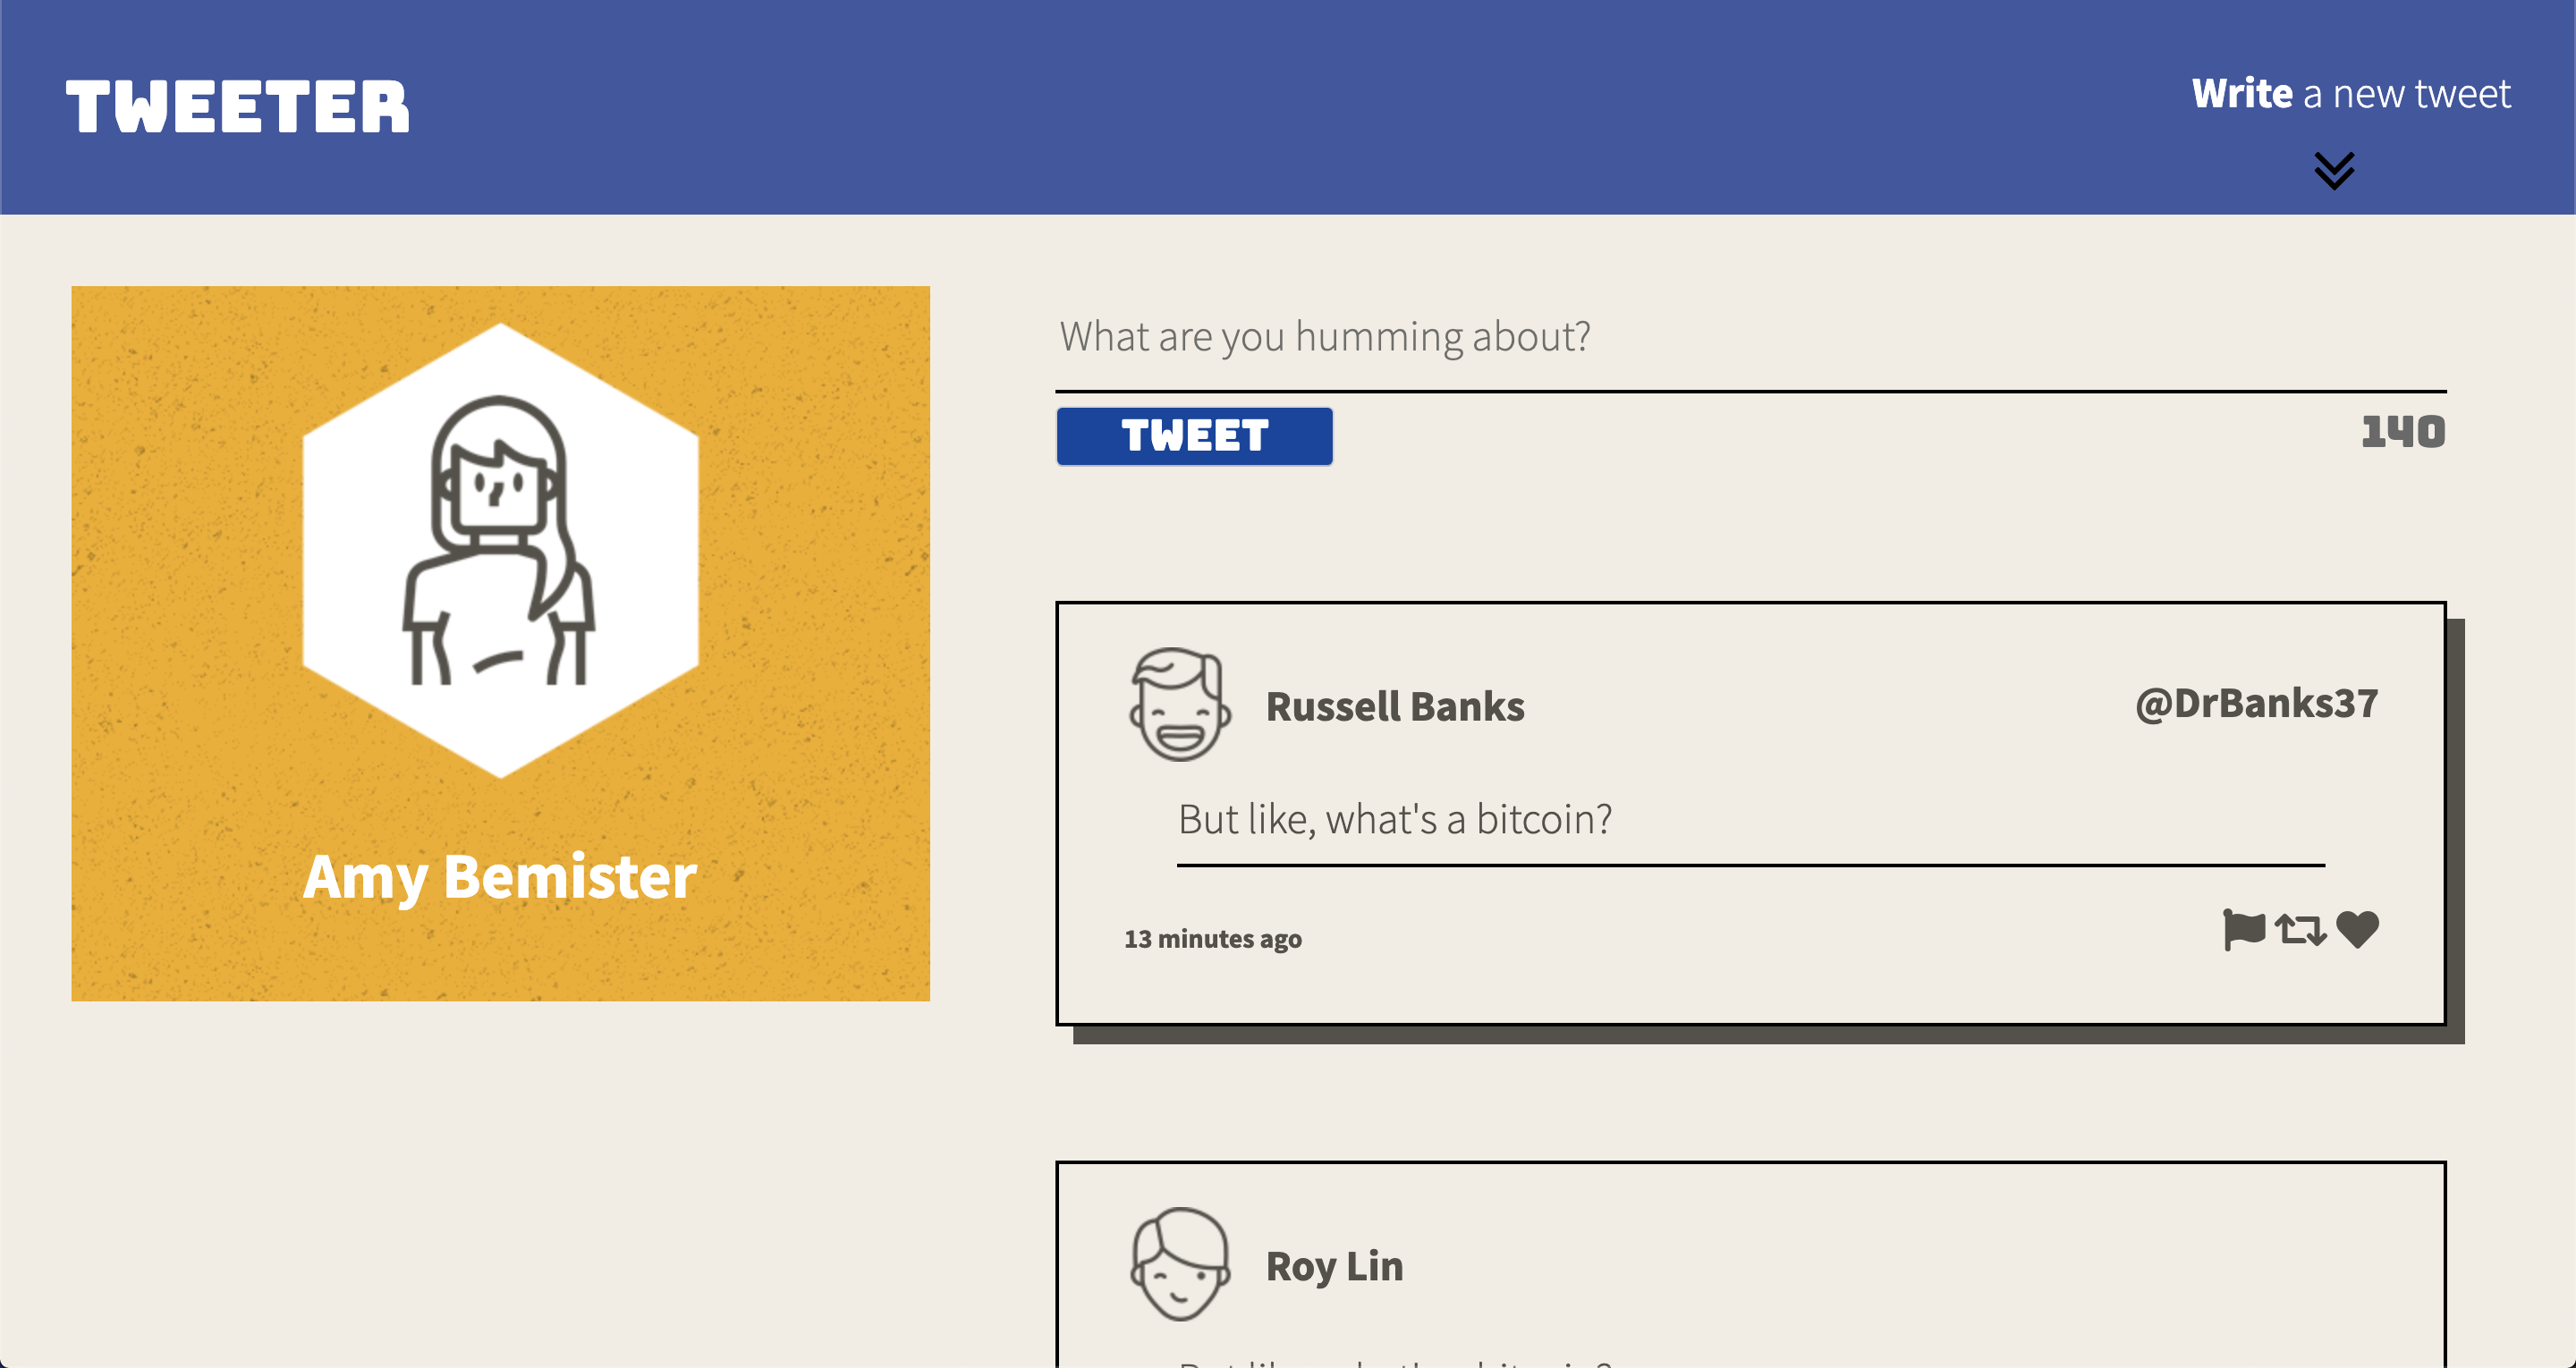 TWEETER
Write a new tweet
Amy Bemister
What are you humming about?
TWEET
140
Russell Banks
@DrBanks37
But like, what's a bitcoin?
13 minutes ago
Roy Lin